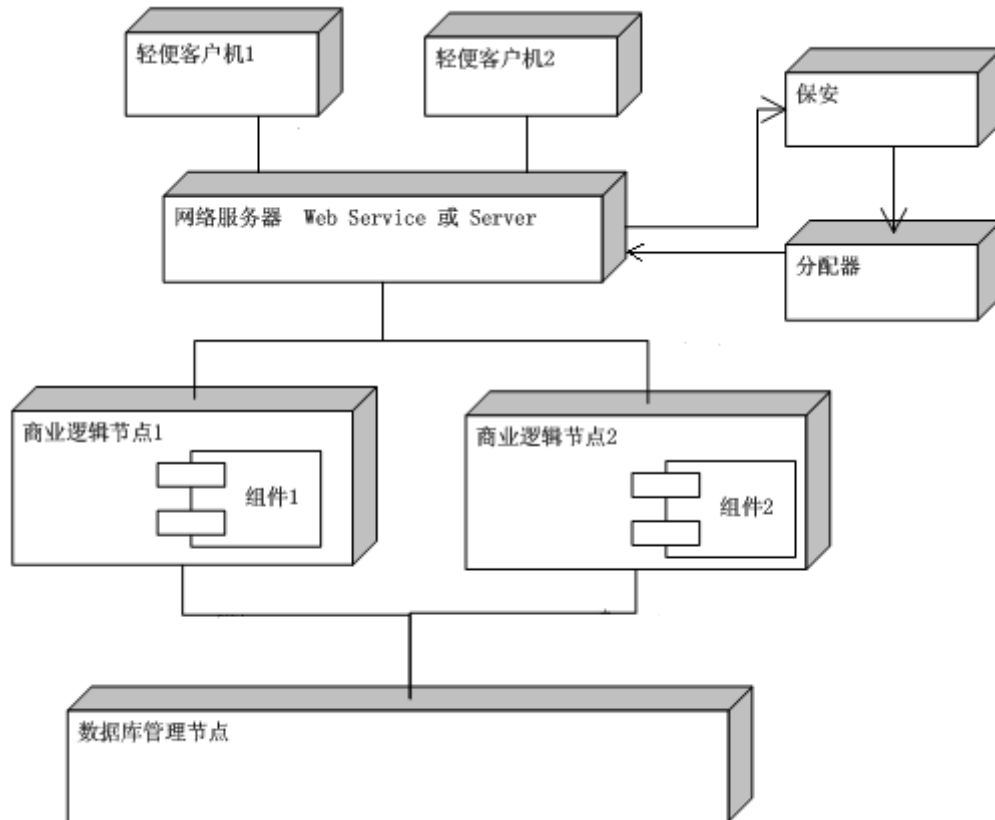 轻便客户机1
轻便客户机2
保安
网络服务器 Web Service 或 Server
分配器
商业逻辑节点1
商业逻辑节点2
组件1
组件2
数据库管理节点